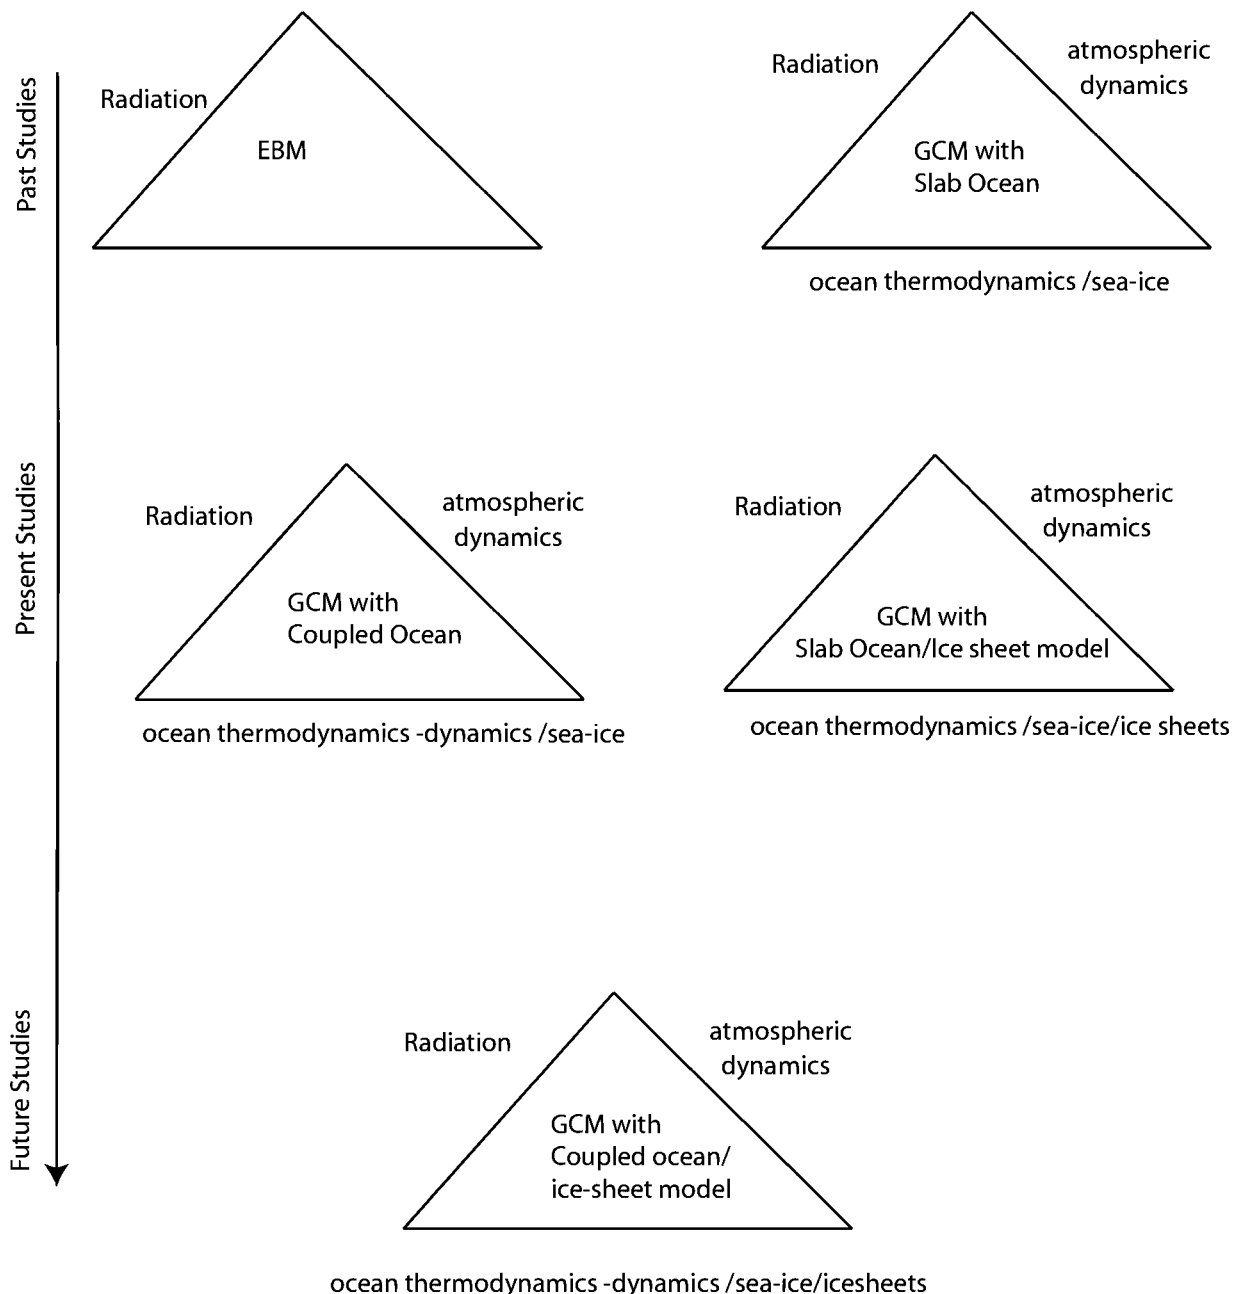 Past Studies
Radiation
EBM
Radiation
atmospheric
dynamics
GCM with
Slab Ocean
ocean thermodynamics /sea-ice
Present Studies
Radiation
atmospheric
dynamics
GCM with
Coupled Ocean
ocean thermodynamics -dynamics /sea-ice
Radiation
atmospheric
dynamics
GCM with
Slab Ocean/Ice sheet model
ocean thermodynamics /sea-ice/ice sheets
Future Studies
Radiation
atmospheric
dynamics
GCM with
Coupled ocean/
ice-sheet model
ocean thermodynamics -dynamics /sea-ice/icesheets